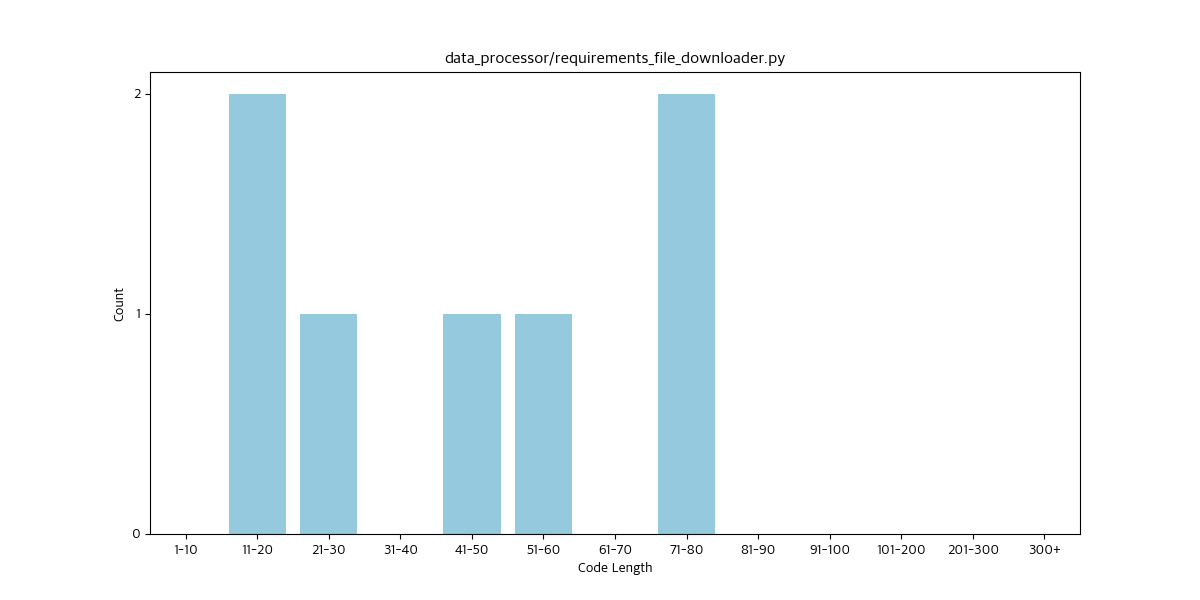 data_processor/requirements_file_downloader.py
2
1
0
Count
1-10 11-20 21-30 31-40 41-50 51-60 61-70 71-80 81-90 91-100 101-200 201-300 300+
Code Length